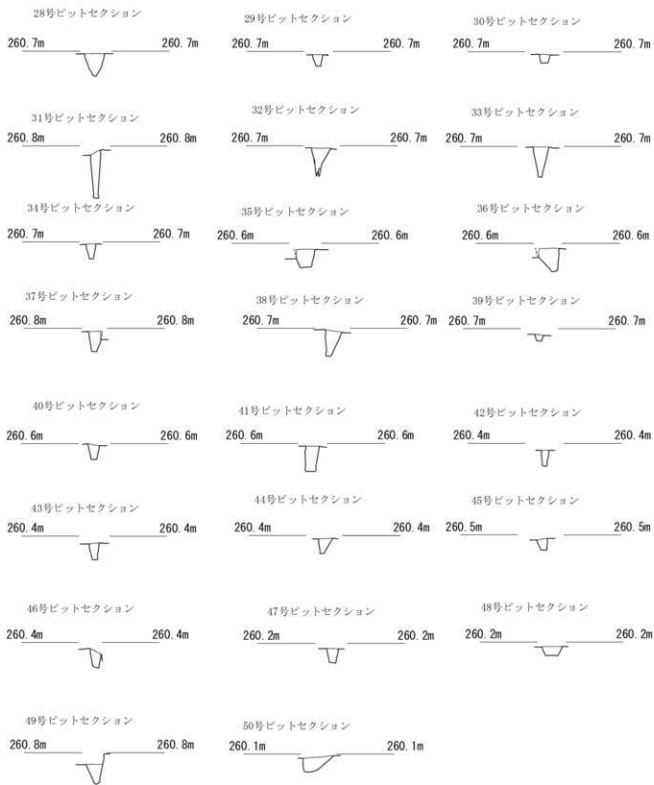 28号ピットセクション
29号ピットセクション
30号ピットセクション
260.7m 260.7m
260.7m 260.7m
260.7m 260.7m
31号ピットセクション
32号ピットセクション
33号ピットセクション
260.8m 260.8m
260.7m 260.7m
260.7m 260.7m
34号ピットセクション
35号ピットセクション
36号ピットセクション
260.7m 260.7m
260.6m 260.6m
260.6m 260.6m
37号ピットセクション
38号ピットセクション
39号ピットセクション
260.8m 260.8m
260.7m 260.7m
260.7m 260.7m
40号ピットセクション
41号ピットセクション
42号ピットセクション
260.6m 260.6m
260.6m 260.6m
260.4m 260.4m
43号ピットセクション
44号ピットセクション
45号ピットセクション
260.4m 260.4m
260.4m 260.4m
260.5m 260.5m
46号ピットセクション
47号ピットセクション
48号ピットセクション
260.4m 260.4m
260.2m 260.2m
260.2m 260.2m
49号ピットセクション
50号ピットセクション
260.8m 260.8m
260.1m 260.1m